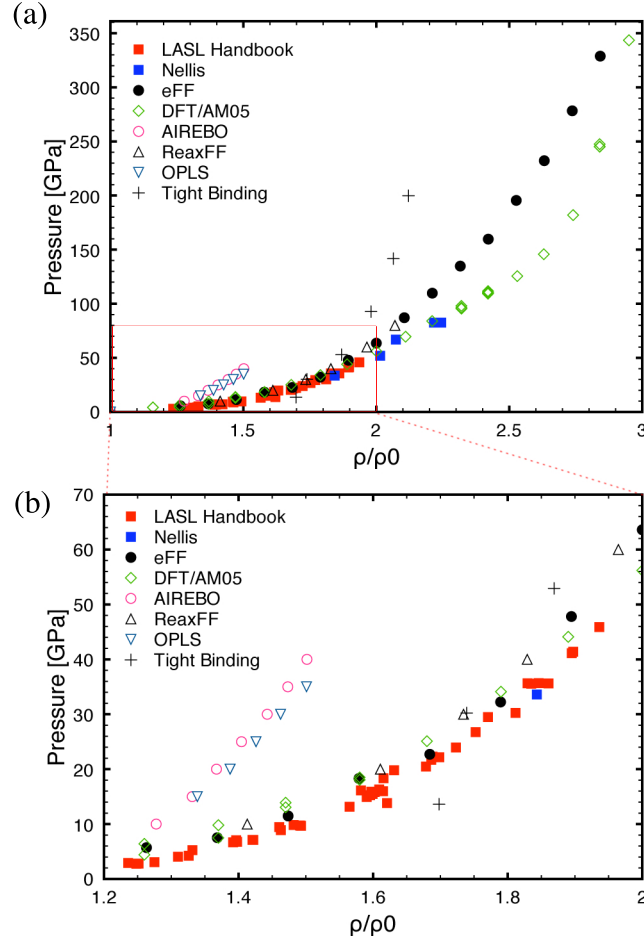 (a)
350
300
250
200
150
100
50
0
Pressure [GPa]
LASL Handbook
Nellis
eFF
DFT/AM05
AIREBO
ReaxFF
OPLS
Tight Binding
1 1.5 2 2.5 3
ρ/ρ0
(b)
70
60
50
40
30
20
10
0
Pressure [GPa]
LASL Handbook
Nellis
eFF
DFT/AM05
AIREBO
ReaxFF
OPLS
Tight Binding
1.2 1.4 1.6 1.8 2
ρ/ρ0